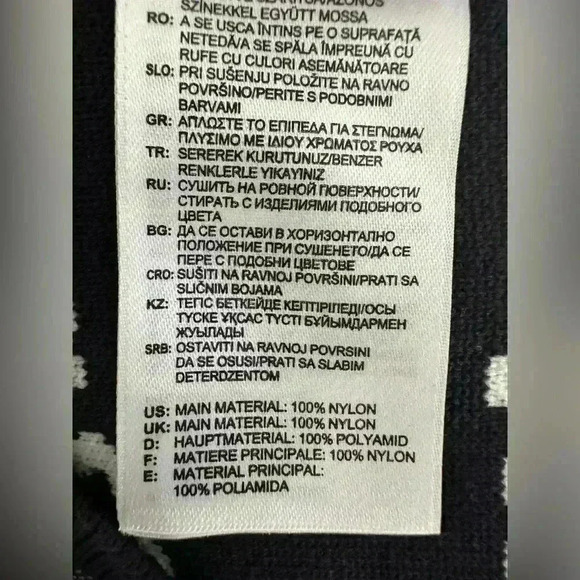 SZÍNEKKEL EGYÜTT MOSSA
RO: A SE USCA ÎNTINS PE O SUPRAFAȚĂ
NETEDĂ/A SE SPĂLA ÎMPREUNĂ CU
RUFE CU CULORI ASEMĂNĂTOARE
SLO: PRI SUŠENJU POLOŽITE NA RAVNO
POVRŠINO/PERITE S PODOBNIMI
BARVAMI
GR: ΑΠΛΩΣΤΕ ΤΟ ΕΠΙΠΕΔΑ ΓΙΑ ΣΤΕΓΝΩΜΑ/
ΠΛΥΣΙΜΟ ΜΕ ΙΔΙΟΥ ΧΡΩΜΑΤΟΣ ΡΟΥΧΑ
TR: SEREREK KURUTUNUZ/BENZER
RENKLERLE YIKAYINIZ
RU: СУШИТЬ НА РОВНОЙ ПОВЕРХНОСТИ/
СТИРАТЬ С ИЗДЕЛИЯМИ ПОДОБНОГО
ЦВЕТА
BG: ДА СЕ ОСТАВИ В ХОРИЗОНТАЛНО
ПОЛОЖЕНИЕ ПРИ СУШЕНЕТО/ДА СЕ
ПЕРЕ С ПОДОБНИ ЦВЕТОВЕ
CRO: SUŠITI NA RAVNOJ POVRŠINI/PRATI SA
SLIČNIM BOJAMA
KZ: ТЕГІС БЕТКЕЙДЕ КЕПТІРІЛЕДІ/ОСЫ
ТҮСКЕ ҰҚСАС ТҮСТІ БҰЙЫМДАРМЕН
ЖУЫЛАДЫ
SRB: OSTAVITI NA RAVNOJ POVRSINI
DA SE OSUSI/PRATI SA SLABIM
DETERDZENTOM
US: MAIN MATERIAL: 100% NYLON
UK: MAIN MATERIAL: 100% NYLON
D: HAUPTMATERIAL: 100% POLYAMID
F: MATIERE PRINCIPALE: 100% NYLON
E: MATERIAL PRINCIPAL:
100% POLIAMIDA